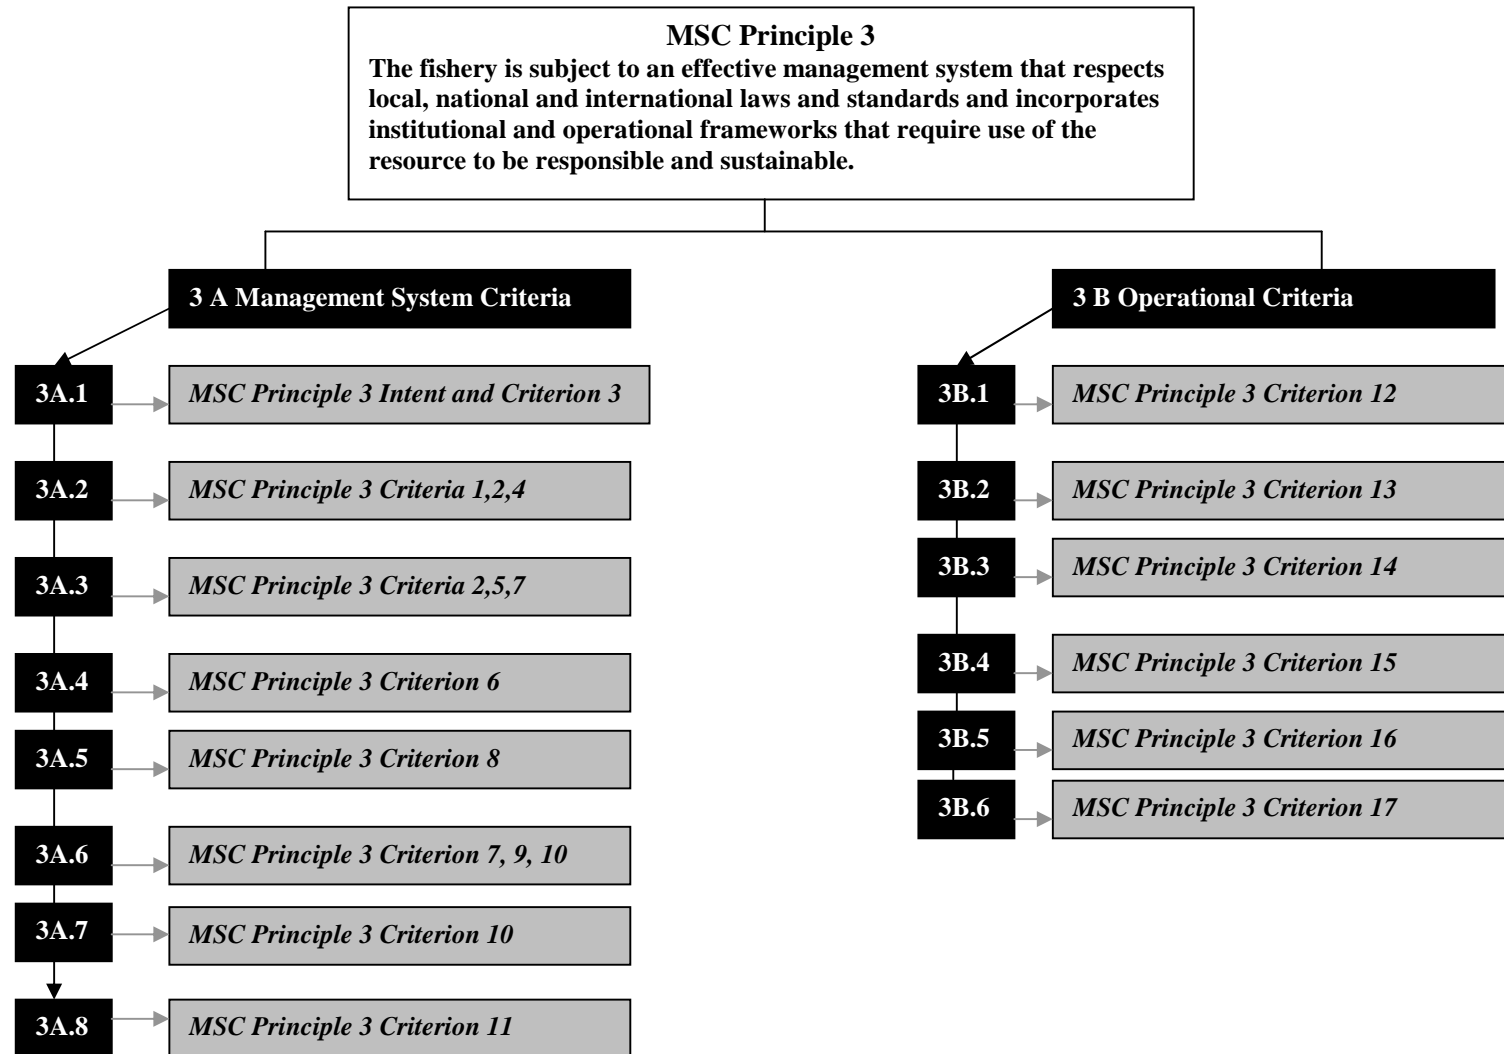 MSC Principle 3
The fishery is subject to an effective management system that respects
local, national and international laws and standards and incorporates
institutional and operational frameworks that require use of the
resource to be responsible and sustainable.
3 A Management System Criteria
3A.1
MSC Principle 3 Intent and Criterion 3
3A.2
MSC Principle 3 Criteria 1,2,4
3A.3
MSC Principle 3 Criteria 2,5,7
3A.4
MSC Principle 3 Criterion 6
3A.5
MSC Principle 3 Criterion 8
3A.6
MSC Principle 3 Criterion 7, 9, 10
3A.7
MSC Principle 3 Criterion 10
3A.8
MSC Principle 3 Criterion 11
3 B Operational Criteria
3B.1
MSC Principle 3 Criterion 12
3B.2
MSC Principle 3 Criterion 13
3B.3
MSC Principle 3 Criterion 14
3B.4
MSC Principle 3 Criterion 15
3B.5
MSC Principle 3 Criterion 16
3B.6
MSC Principle 3 Criterion 17